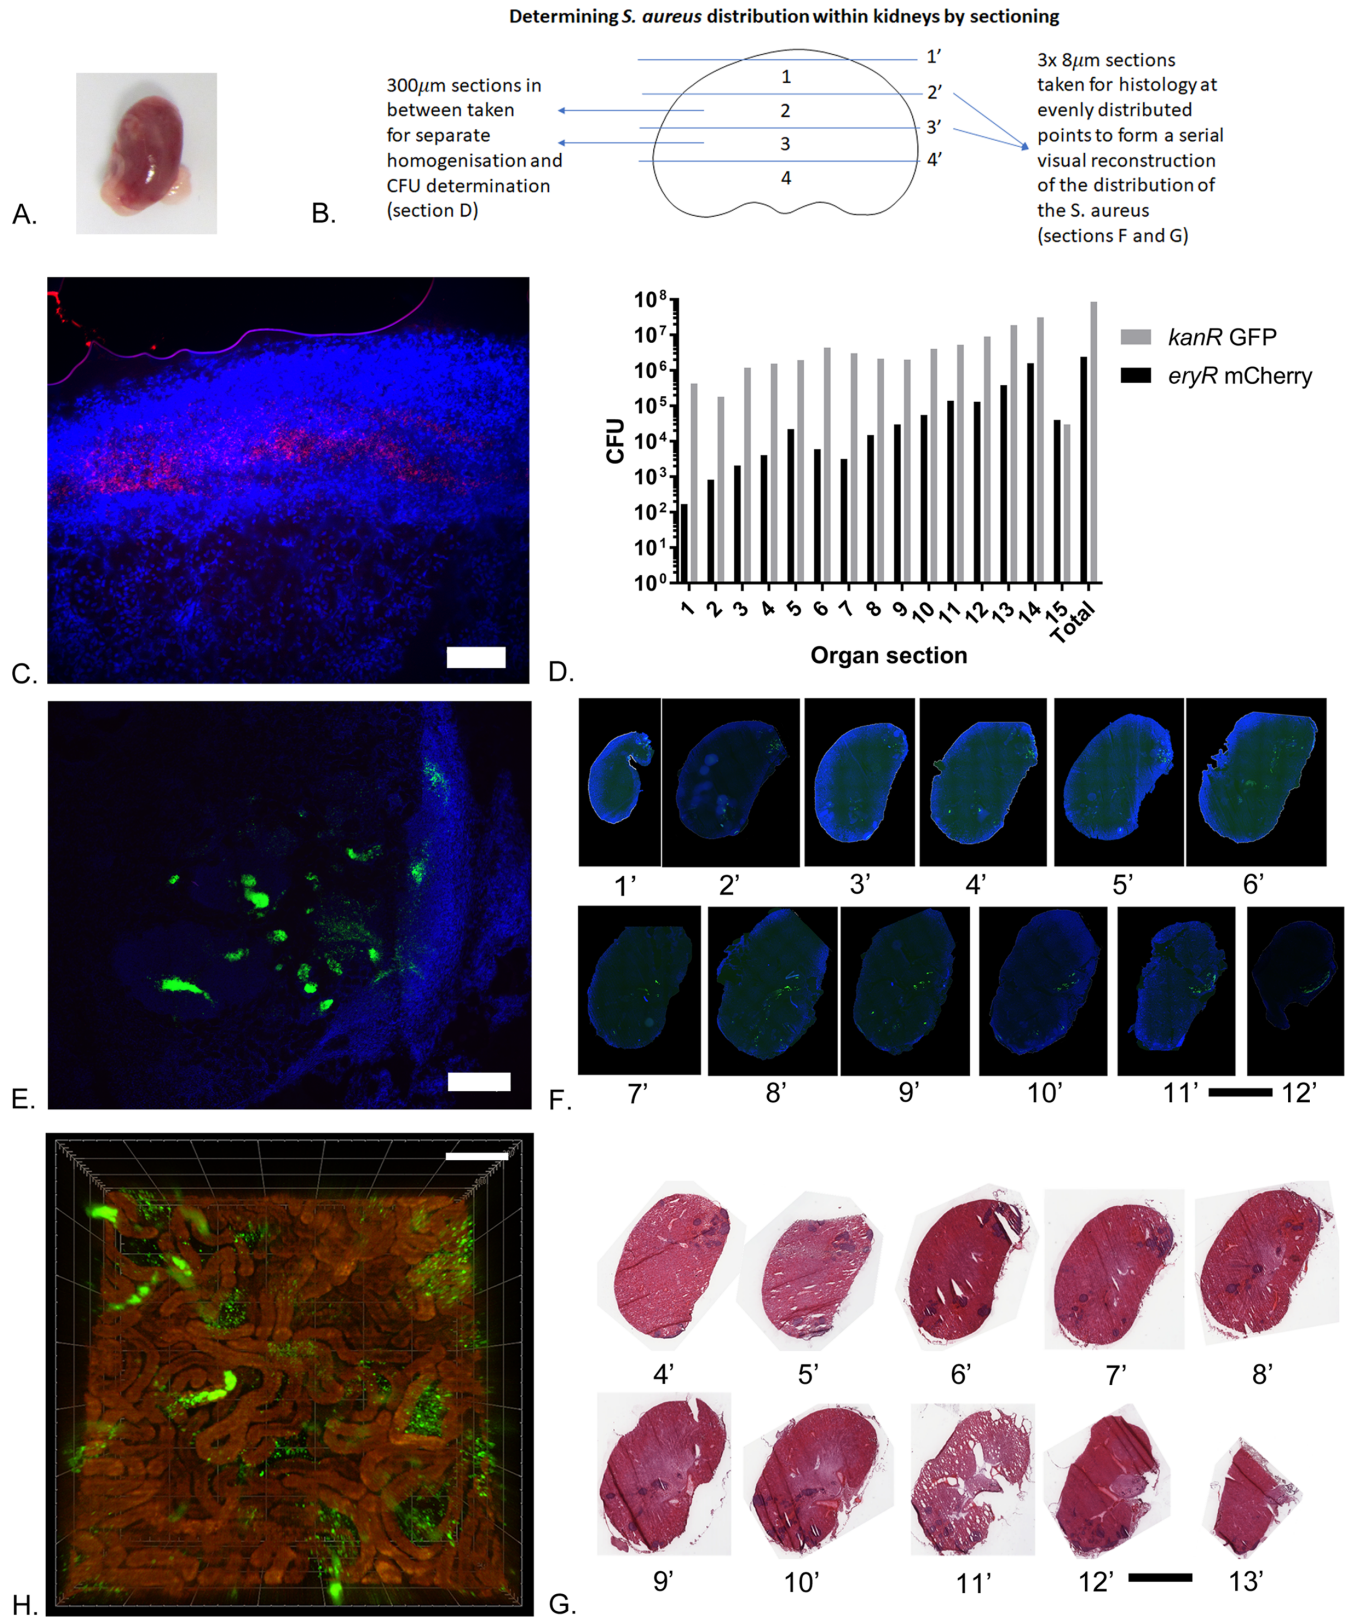 Determining S. aureus distribution within kidneys by sectioning
A.
B.
300μm sections in
between taken
for separate
homogenisation and
CFU determination
(section D)
1
2
3
4
1’
2’
3’
4’
3x 8μm sections
taken for histology at
evenly distributed
points to form a serial
visual reconstruction
of the distribution of
the S. aureus
(sections F and G)
C.
CFU
10⁸
10⁷
10⁶
10⁵
10⁴
10³
10²
10¹
10⁰
1 2 3 4 5 6 7 8 9 10 11 12 13 14 15 Total
Organ section
kanR GFP
eryR mCherry
D.
E.
1’ 2’ 3’ 4’ 5’ 6’
7’ 8’ 9’ 10’ 11’ 12’
F.
H.
4’ 5’ 6’ 7’ 8’
9’ 10’ 11’ 12’ 13’
G.